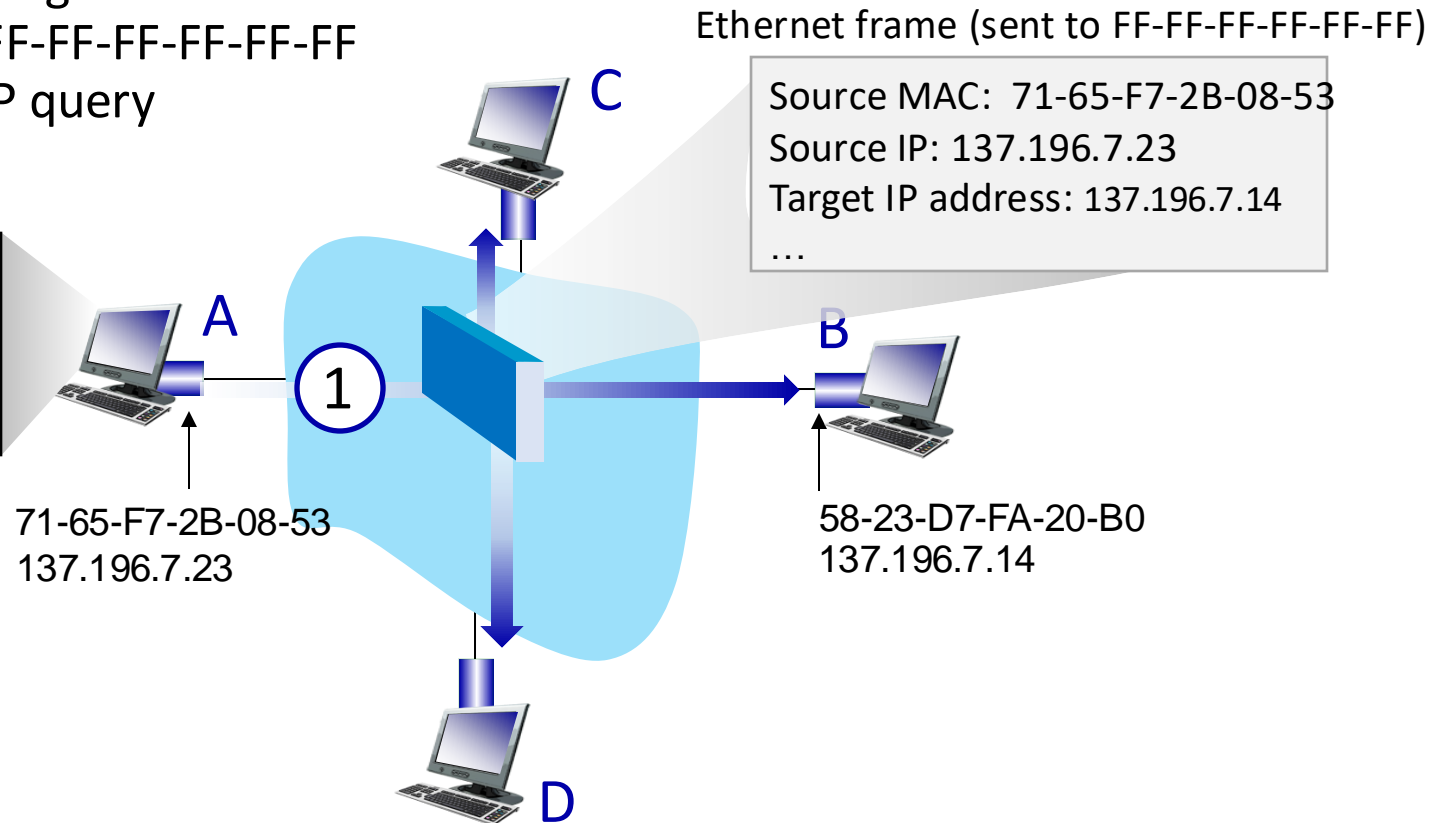 FF-FF-FF-FF-FF-FF
P query
Ethernet frame (sent to FF-FF-FF-FF-FF-FF)
Source MAC: 71-65-F7-2B-08-53
Source IP: 137.196.7.23
Target IP address: 137.196.7.14
…
C
A
B
1
71-65-F7-2B-08-53
137.196.7.23
58-23-D7-FA-20-B0
137.196.7.14
D